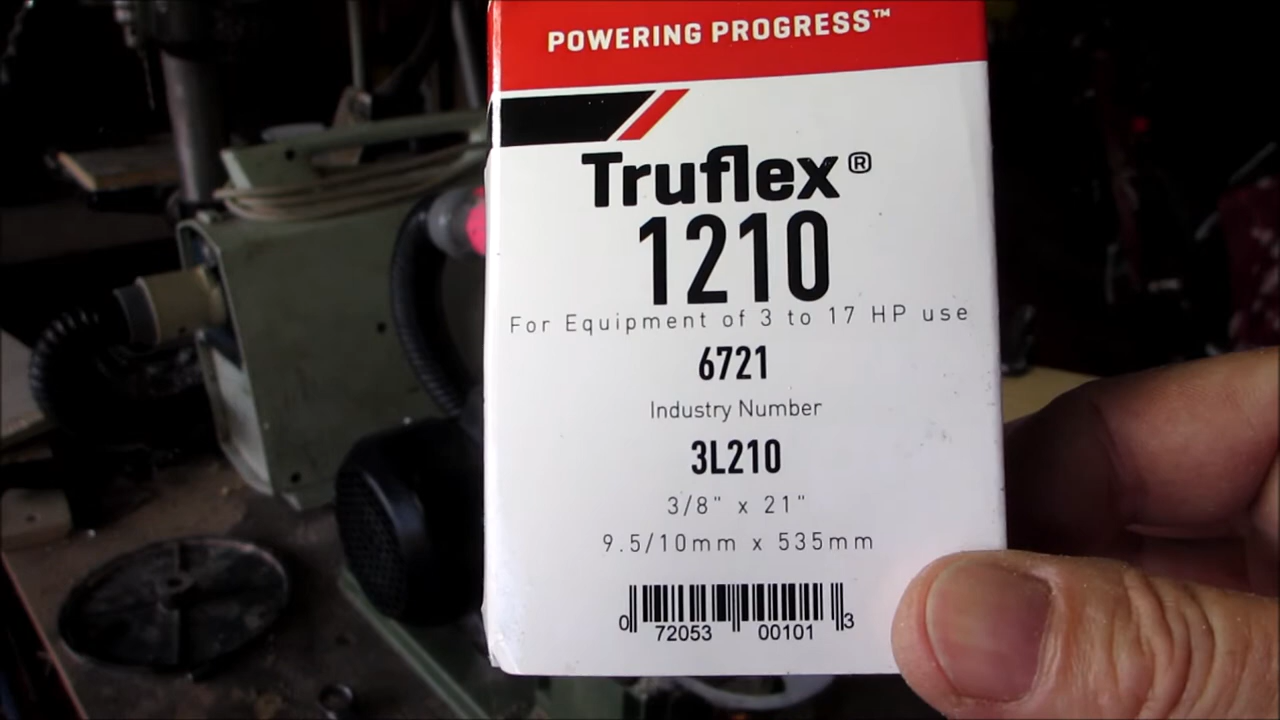 POWERING PROGRESS™
Truflex®
1210
For Equipment of 3 to 17 HP use
6721
Industry Number
3L210
3/8" x 21"
9.5/10mm x 535mm
0 72053 00101 3